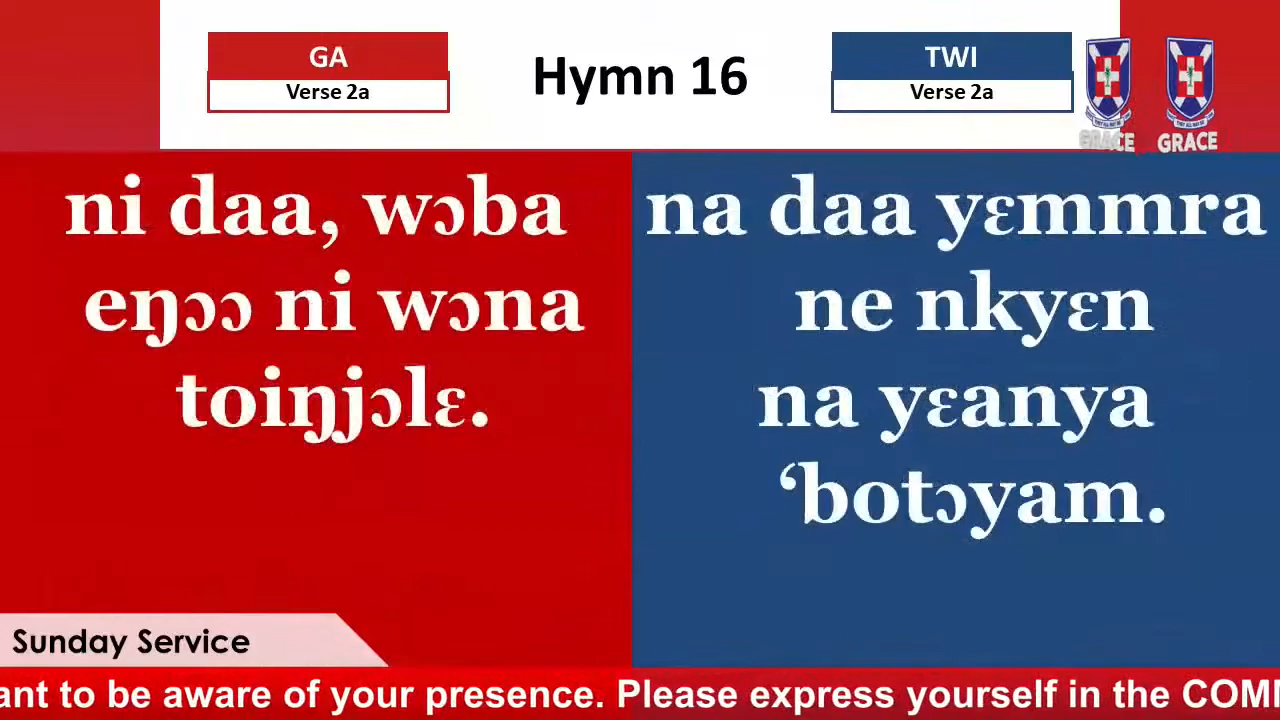 GA
Verse 2a
Hymn 16
TWI
Verse 2a
GRACE
GRACE
ni daa, wɔba
eŋɔɔ ni wɔna
toiŋjɔlɛ.
na daa yɛmmra
ne nkyɛn
na yɛanya
‘botɔyam.
Sunday Service
ant to be aware of your presence. Please express yourself in the COM